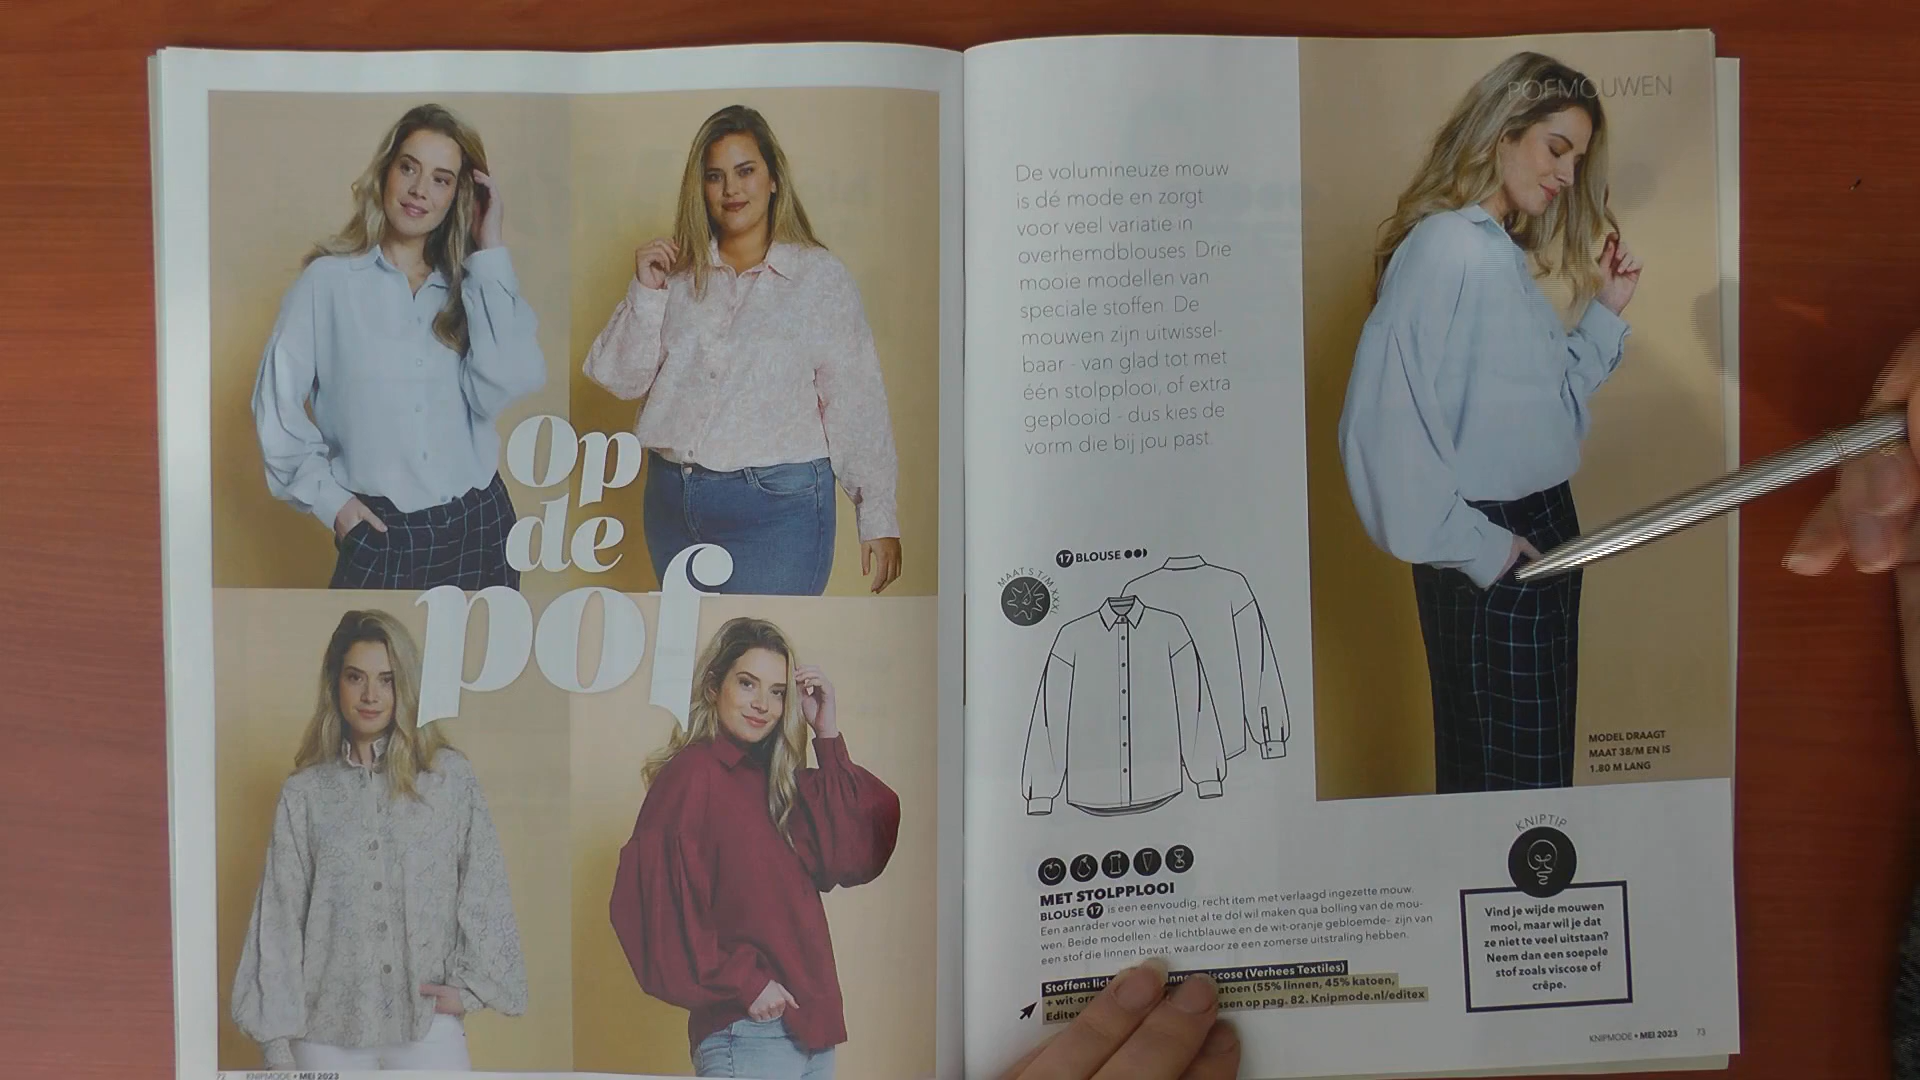 Op
de
pof
72 KNIPMODE • MEI 2023
POFMOUWEN
De volumineuze mouw
is dé mode en zorgt
voor veel variatie in
overhemdblouses. Drie
mooie modellen van
speciale stoffen. De
mouwen zijn uitwissel-
baar - van glad tot met
één stolpplooi, of extra
geplooid - dus kies de
vorm die bij jou past.
17 BLOUSE
MAAT S T/M XXXL
MODEL DRAAGT
MAAT 38/M EN IS
1.80 M LANG
MET STOLPPLOOI
BLOUSE 17 is een eenvoudig, recht item met verlaagd ingezette mouw.
Een aanrader voor wie het niet al te dol wil maken qua bolling van de mou-
wen. Beide modellen - de lichtblauwe en de wit-oranje gebloemde- zijn van
een stof die linnen bevat, waardoor ze een zomerse uitstraling hebben.
Stoffen: viscose (Verhees Textiles)
+ (55% linnen, 45% katoen,
op pag. 82. Knipmode.nl/editex
KNIPTIP
Vind je wijde mouwen
mooi, maar wil je dat
ze niet te veel uitstaan?
Neem dan een soepele
stof zoals viscose of
crêpe.
KNIPMODE • MEI 2023 73